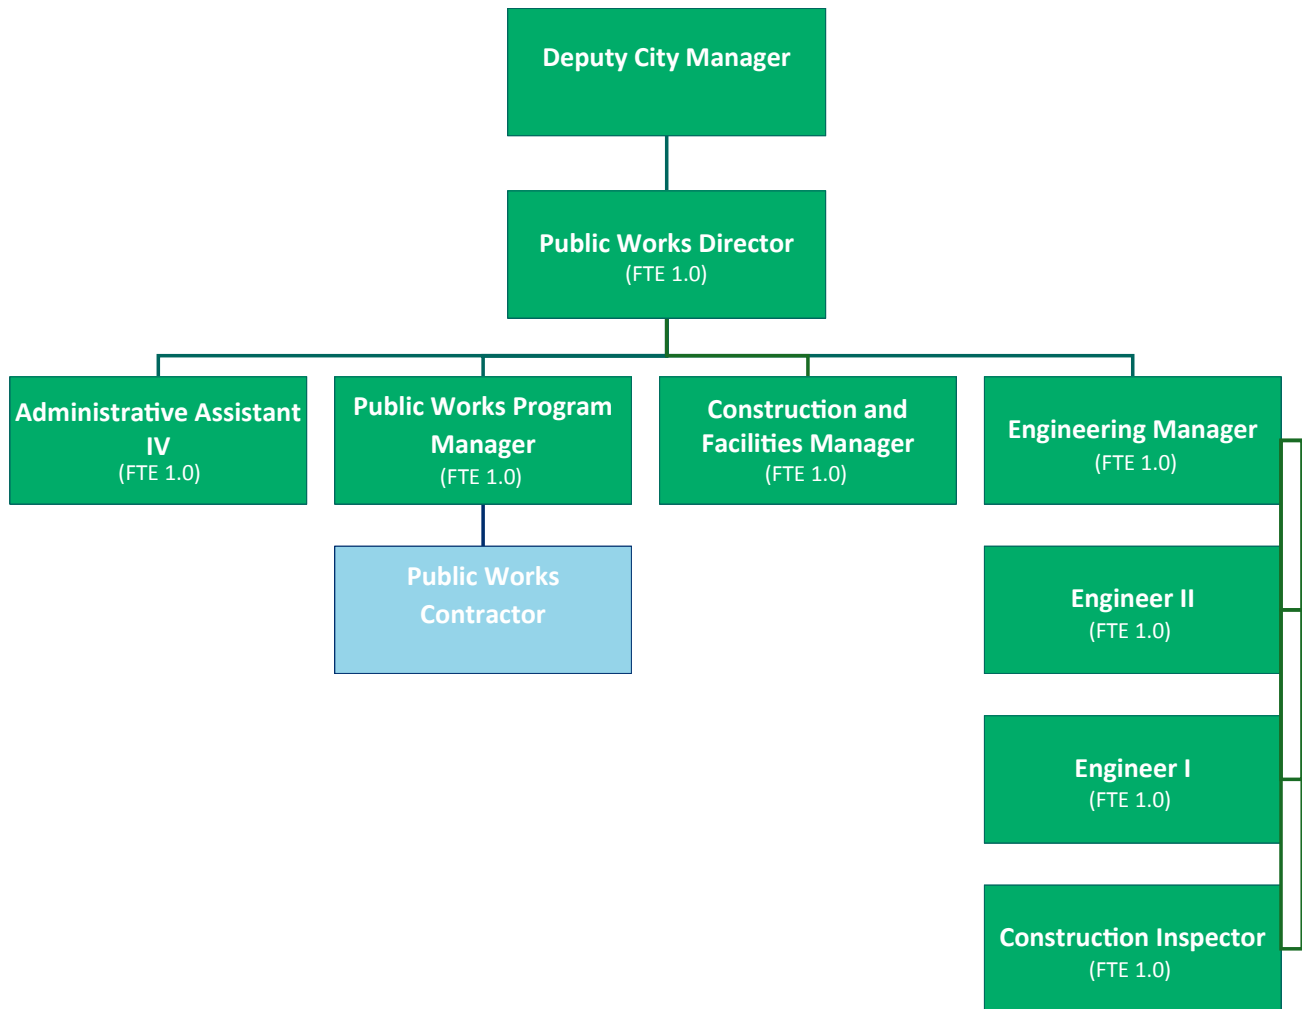 Deputy City Manager
Public Works Director
(FTE 1.0)
Administrative Assistant
IV
(FTE 1.0)
Public Works Program
Manager
(FTE 1.0)
Construction and
Facilities Manager
(FTE 1.0)
Engineering Manager
(FTE 1.0)
Public Works
Contractor
Engineer II
(FTE 1.0)
Engineer I
(FTE 1.0)
Construction Inspector
(FTE 1.0)